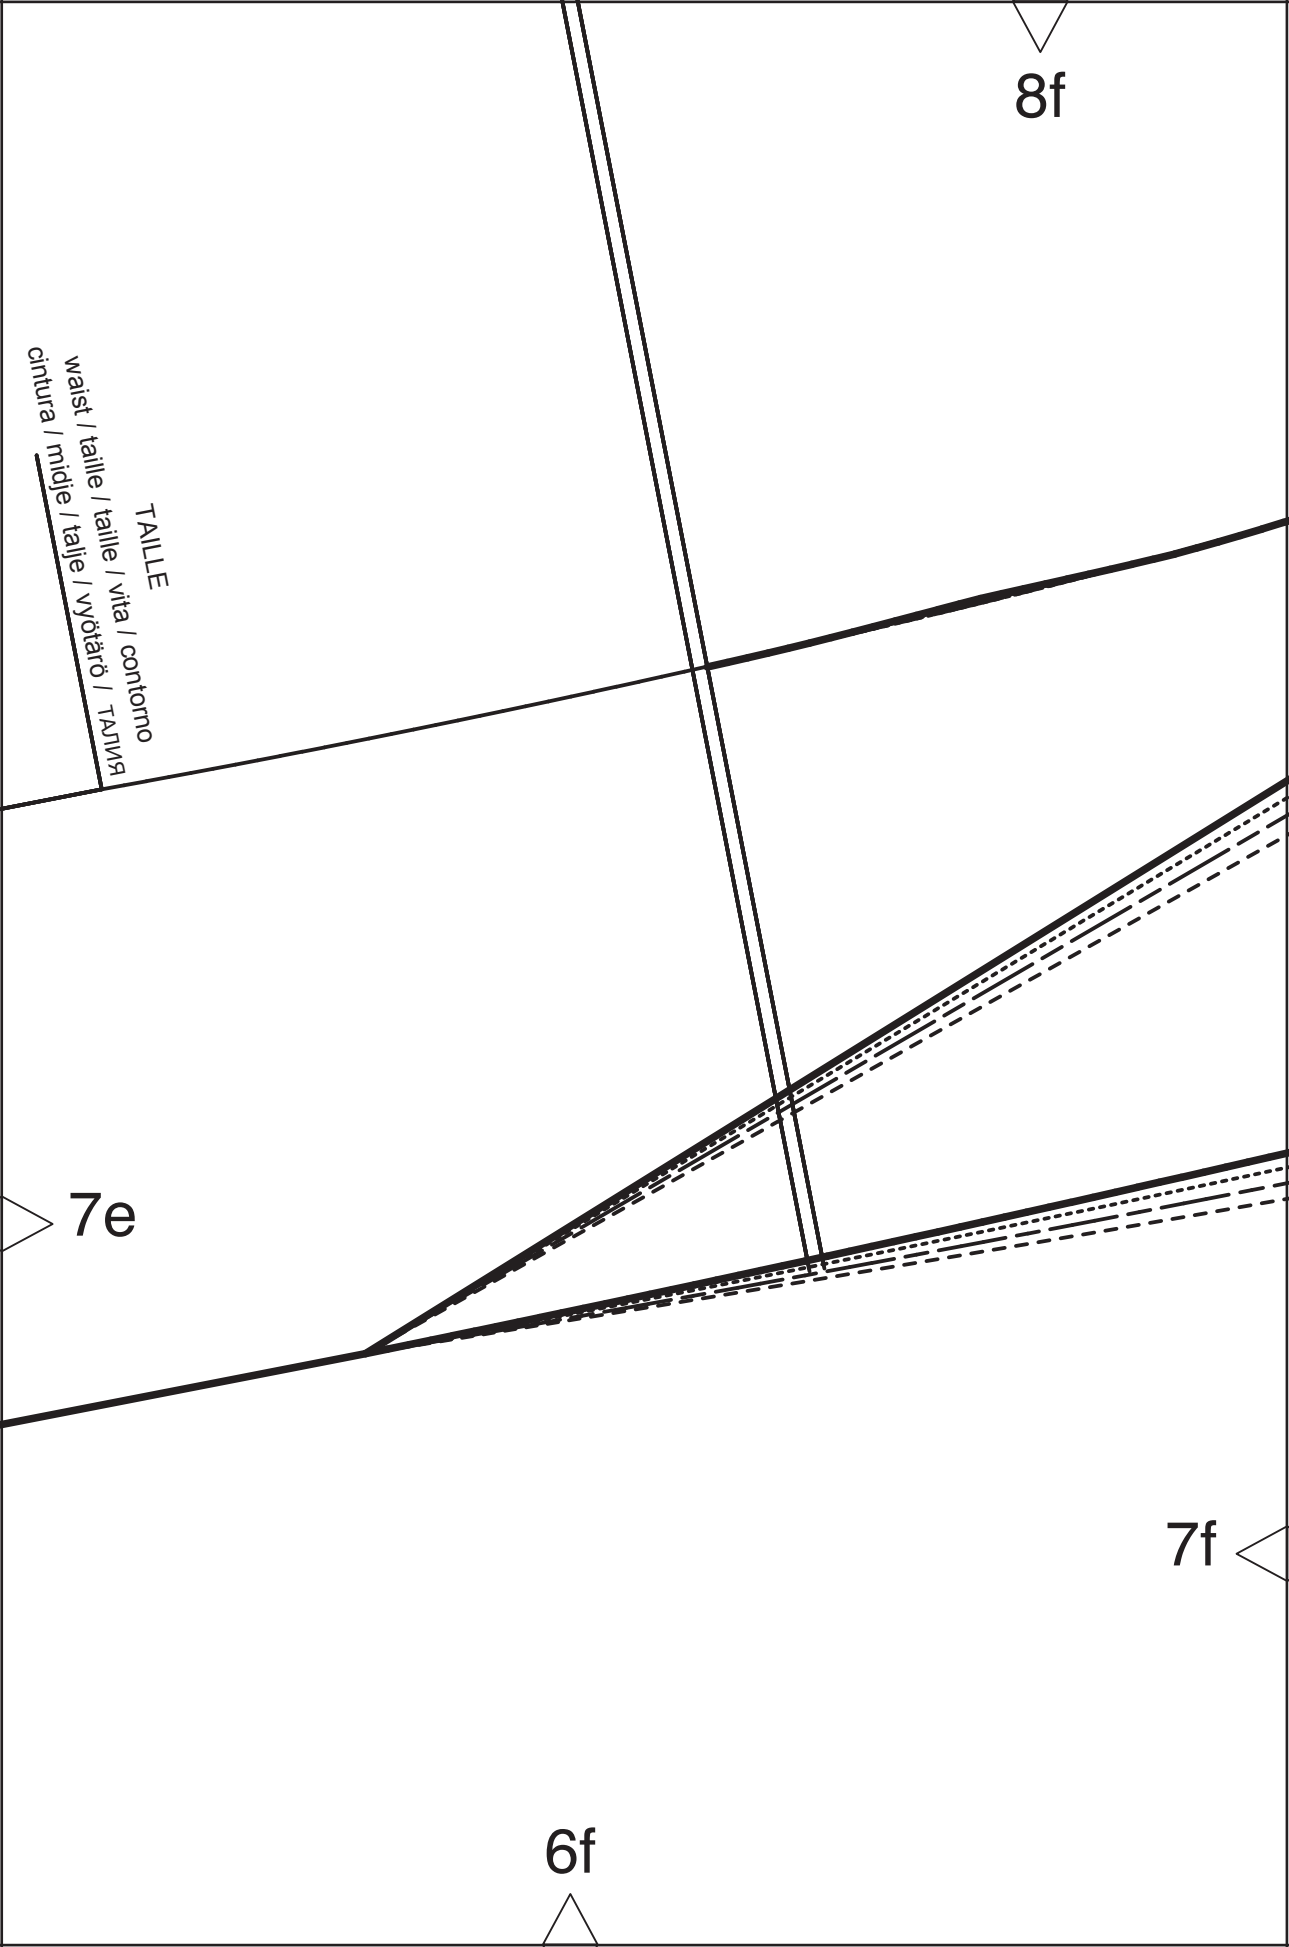 8f
TAILLE
waist / taille / taille / vita / contorno
cintura / midje / talje / vyötärö / ТАЛИЯ
7e
7f
6f